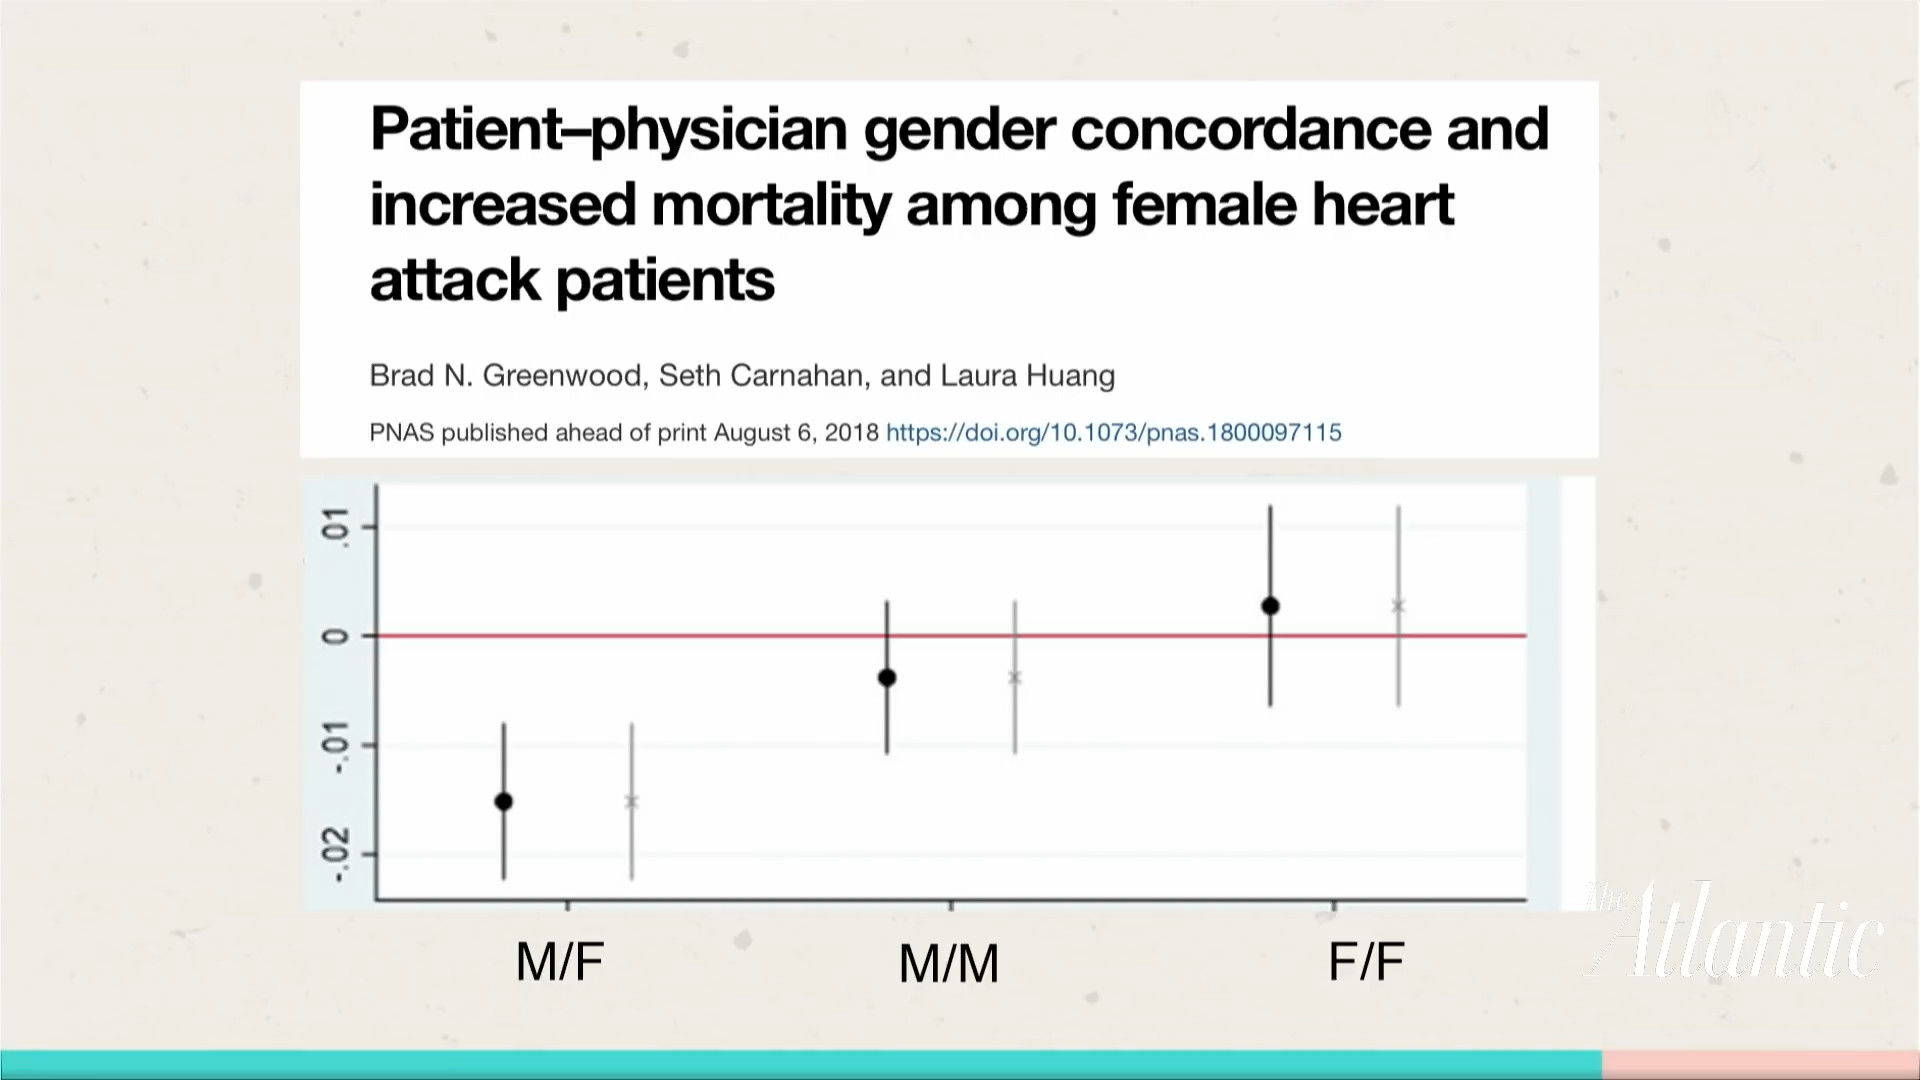 Patient–physician gender concordance and
increased mortality among female heart
attack patients
Brad N. Greenwood, Seth Carnahan, and Laura Huang
PNAS published ahead of print August 6, 2018 https://doi.org/10.1073/pnas.1800097115
.01
0
-.01
-.02
M/F
M/M
F/F
The
Atlantic